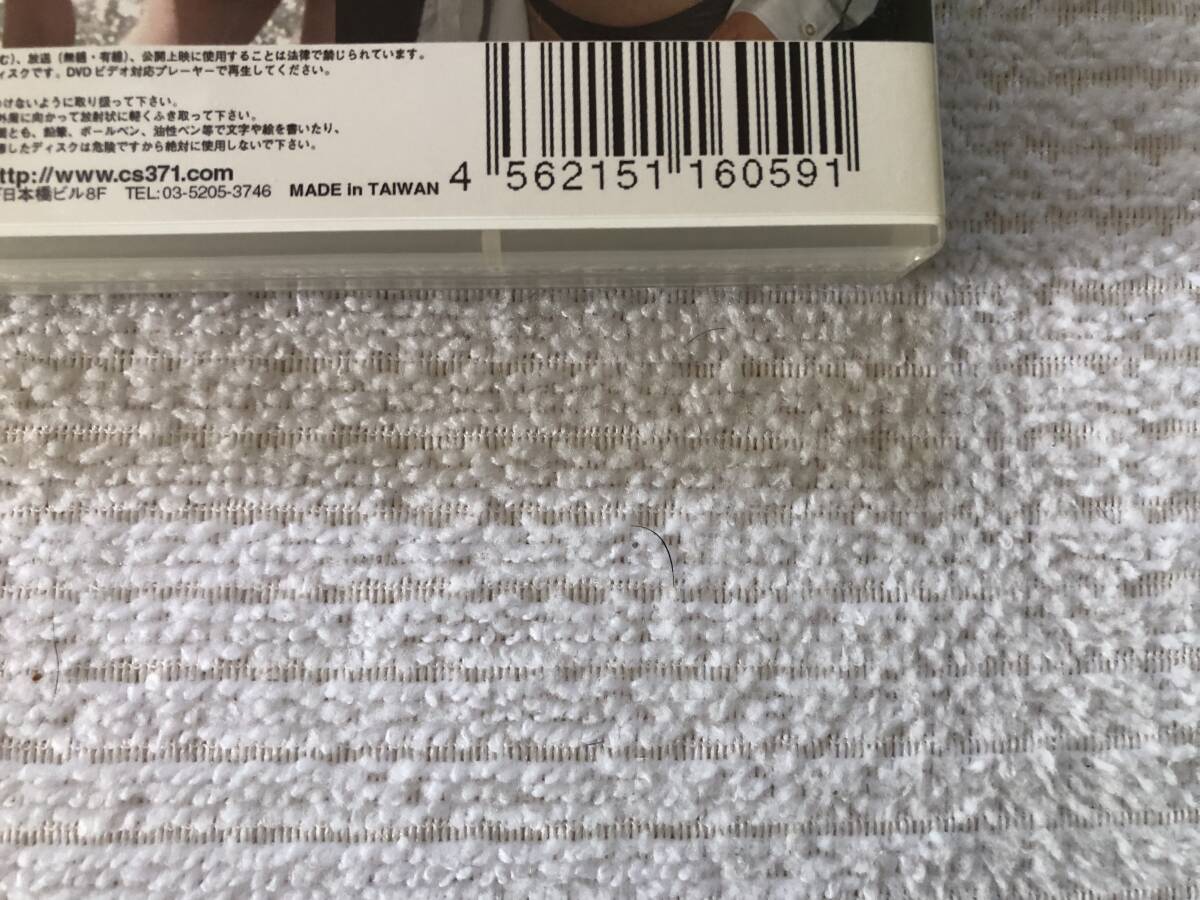 む)、放送(無線・有線)、公開上映に使用することは法律で禁じられています。
ィスクです。DVDビデオ対応プレーヤーで再生してください。
つけないように取り扱って下さい。
外周に向かって放射状に軽くふき取って下さい。
面とも、鉛筆、ボールペン、油性ペン等で文字や絵を書いたり、
修したディスクは危険ですから絶対に使用しないで下さい。
ttp://www.cs371.com
日本橋ビル8F TEL:03-5205-3746 MADE in TAIWAN
4 562151 160591